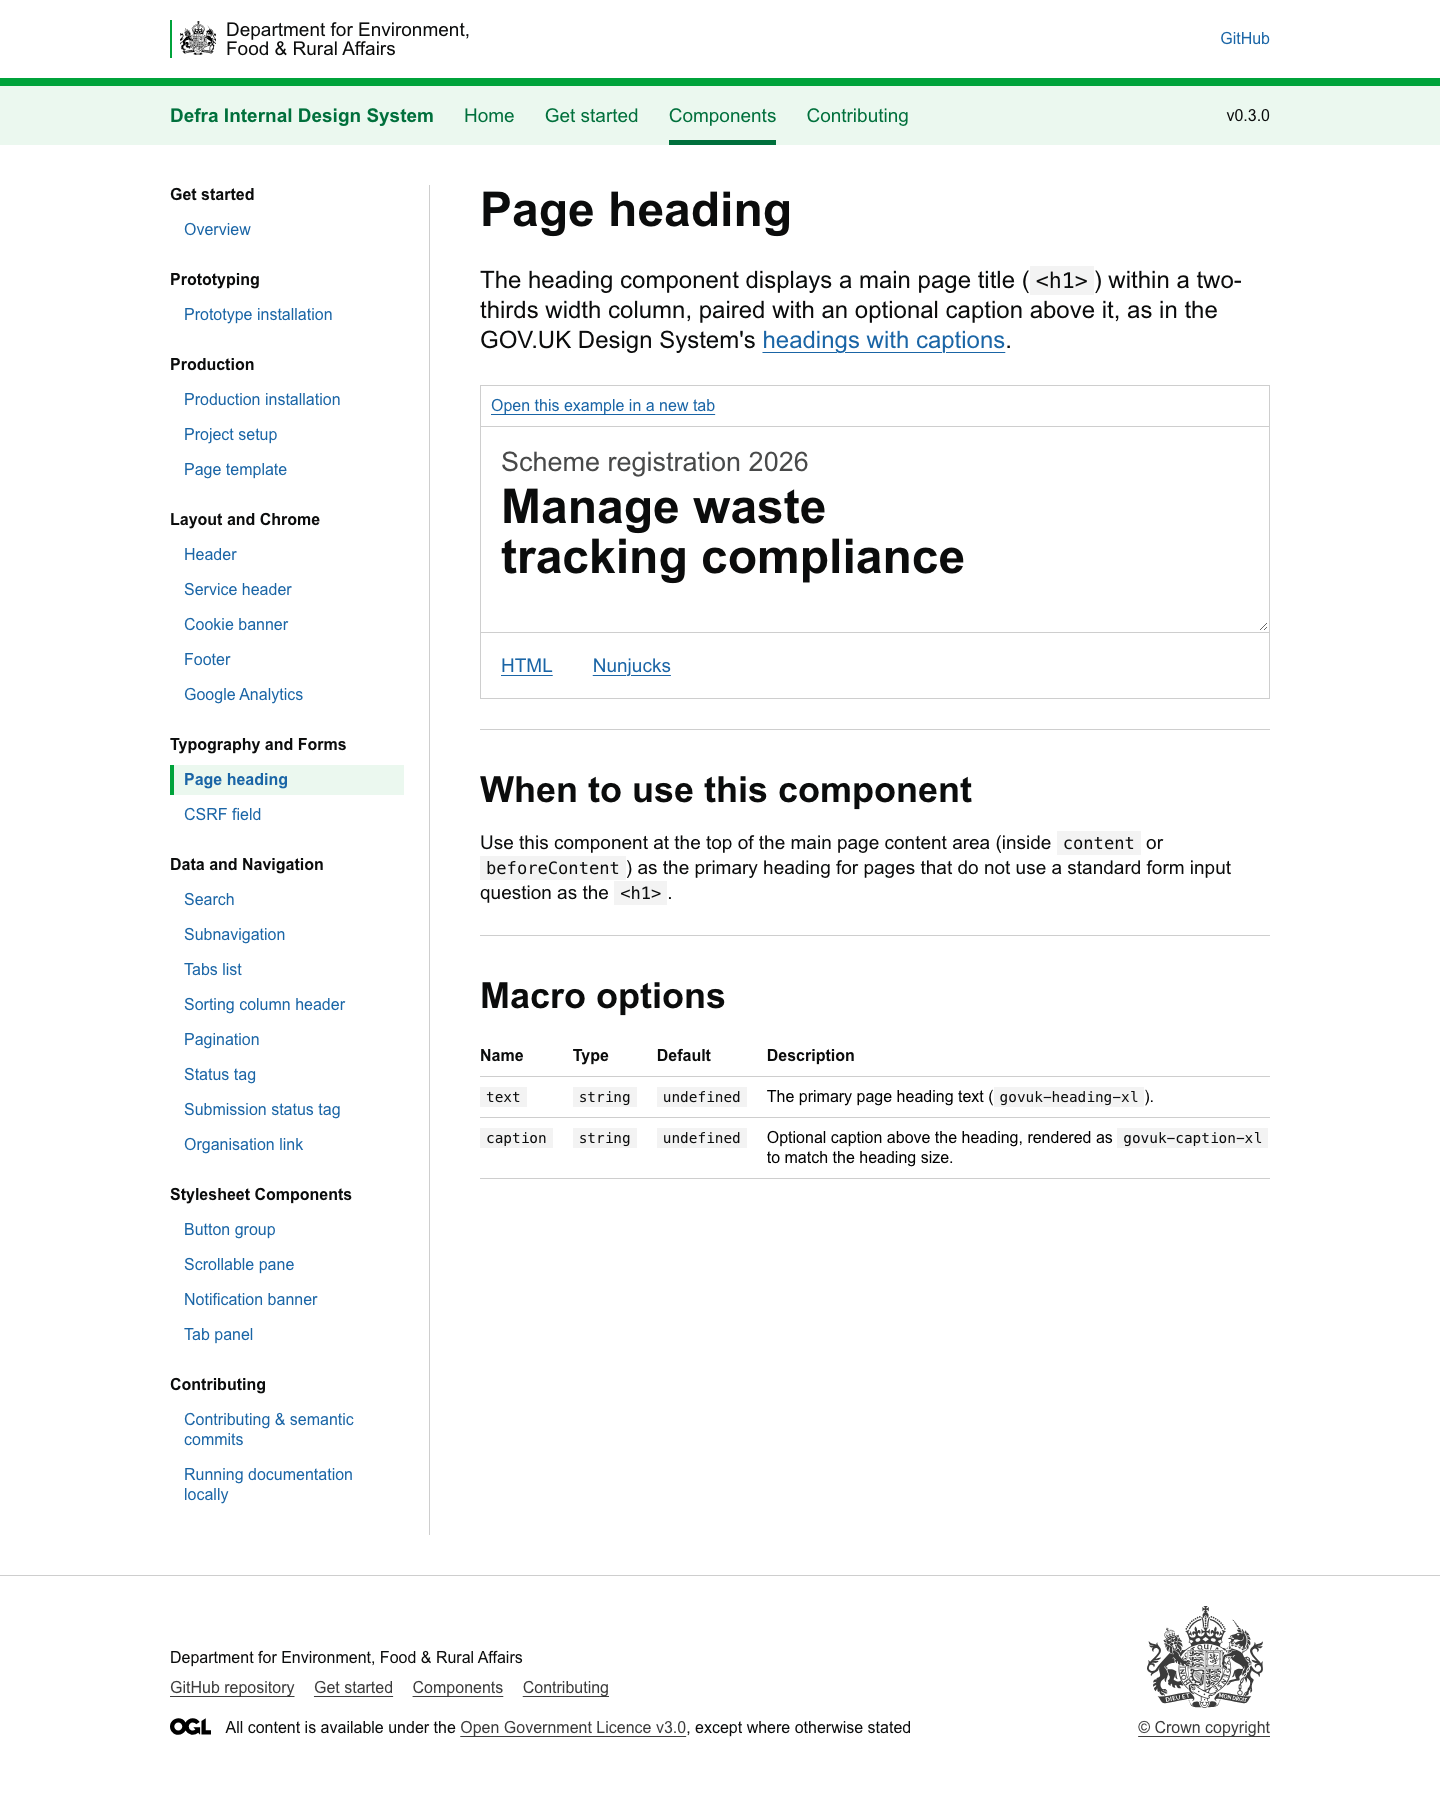 Department for Environment,
Food & Rural Affairs
GitHub
Defra Internal Design System
Home
Get started
Components
Contributing
v0.3.0
Get started
Overview
Prototyping
Prototype installation
Production
Production installation
Project setup
Page template
Layout and Chrome
Header
Service header
Cookie banner
Footer
Google Analytics
Typography and Forms
Page heading
CSRF field
Data and Navigation
Search
Subnavigation
Tabs list
Sorting column header
Pagination
Status tag
Submission status tag
Organisation link
Stylesheet Components
Button group
Scrollable pane
Notification banner
Tab panel
Contributing
Contributing & semantic
commits
Running documentation
locally
Page heading
The heading component displays a main page title (<h1>) within a two-
thirds width column, paired with an optional caption above it, as in the
GOV.UK Design System's headings with captions.
Open this example in a new tab
Scheme registration 2026
Manage waste
tracking compliance
HTML
Nunjucks
When to use this component
Use this component at the top of the main page content area (inside content or
beforeContent) as the primary heading for pages that do not use a standard form input
question as the <h1>.
Macro options
Name Type Default Description
text string undefined The primary page heading text (govuk-heading-xl).
caption string undefined Optional caption above the heading, rendered as govuk-caption-xl
to match the heading size.
Department for Environment, Food & Rural Affairs
GitHub repository Get started Components Contributing
OGL All content is available under the Open Government Licence v3.0, except where otherwise stated
DIEU ET MON DROIT
© Crown copyright